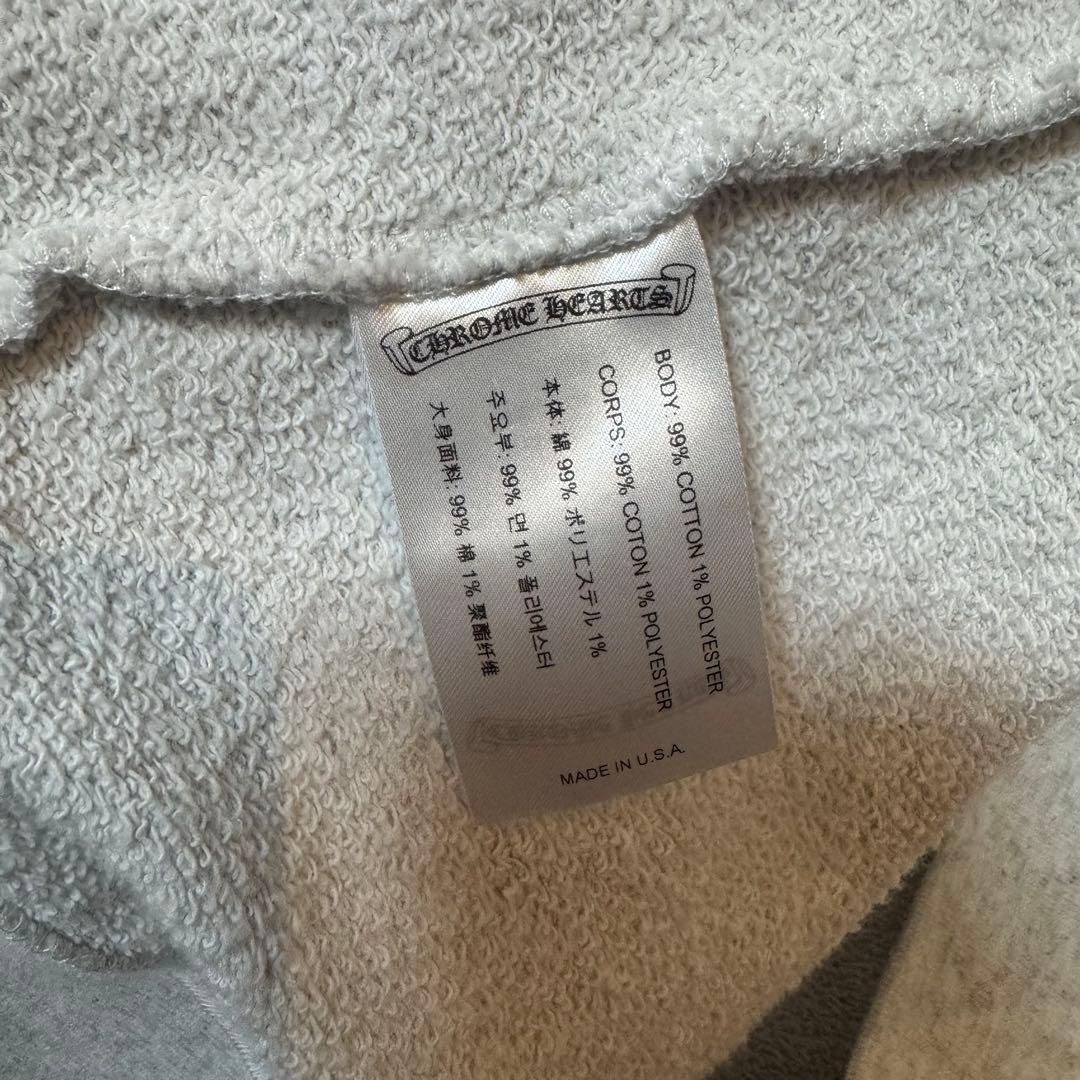 CHROME HEARTS
BODY: 99% COTTON 1% POLYESTER
CORPS: 99% COTON 1% POLYESTER
本体: 綿 99% ポリエステル 1%
주요부: 99% 면 1% 폴리에스터
大身面料: 99% 棉 1% 聚酯纤维
MADE IN U.S.A.